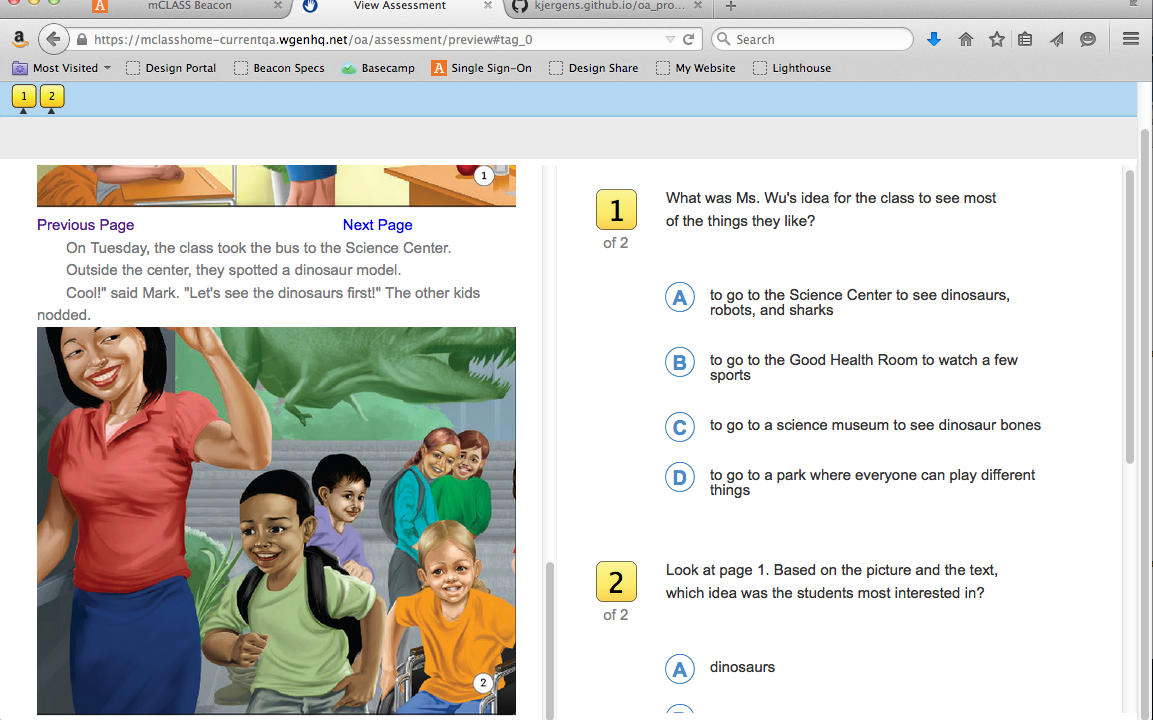 mCLASS Beacon
View Assessment
kjergens.github.io/oa_pro...
https://mclasshome-currentqa.wgenhq.net/oa/assessment/preview#tag_0
Search
Most Visited
Design Portal
Beacon Specs
Basecamp
A Single Sign-On
Design Share
My Website
Lighthouse
1 2
1
Previous Page
Next Page
On Tuesday, the class took the bus to the Science Center.
Outside the center, they spotted a dinosaur model.
Cool!" said Mark. "Let's see the dinosaurs first!" The other kids
nodded.
2
1
of 2
What was Ms. Wu's idea for the class to see most
of the things they like?
A to go to the Science Center to see dinosaurs,
robots, and sharks
B to go to the Good Health Room to watch a few
sports
C to go to a science museum to see dinosaur bones
D to go to a park where everyone can play different
things
2
of 2
Look at page 1. Based on the picture and the text,
which idea was the students most interested in?
A dinosaurs